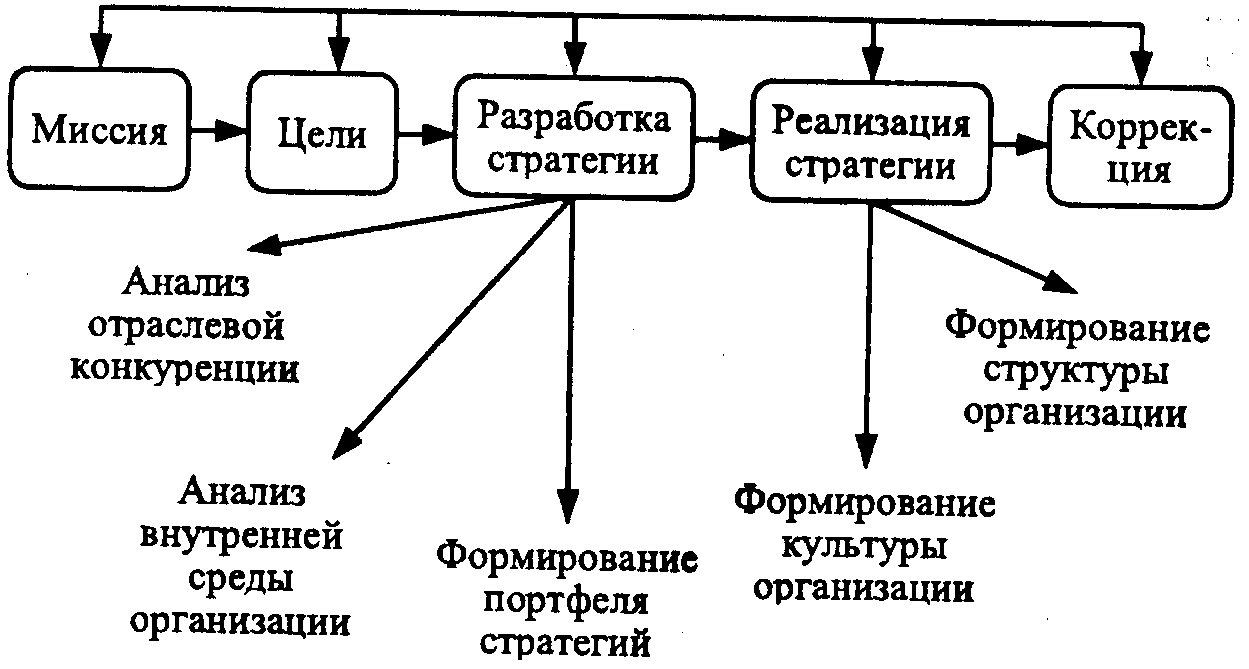 Миссия
Цели
Разработка
стратегии
Реализация
стратегии
Коррек-
ция
Анализ
отраслевой
конкуренции
Формирование
структуры
организации
Анализ
внутренней
среды
организации
Формирование
портфеля
стратегий
Формирование
культуры
организации